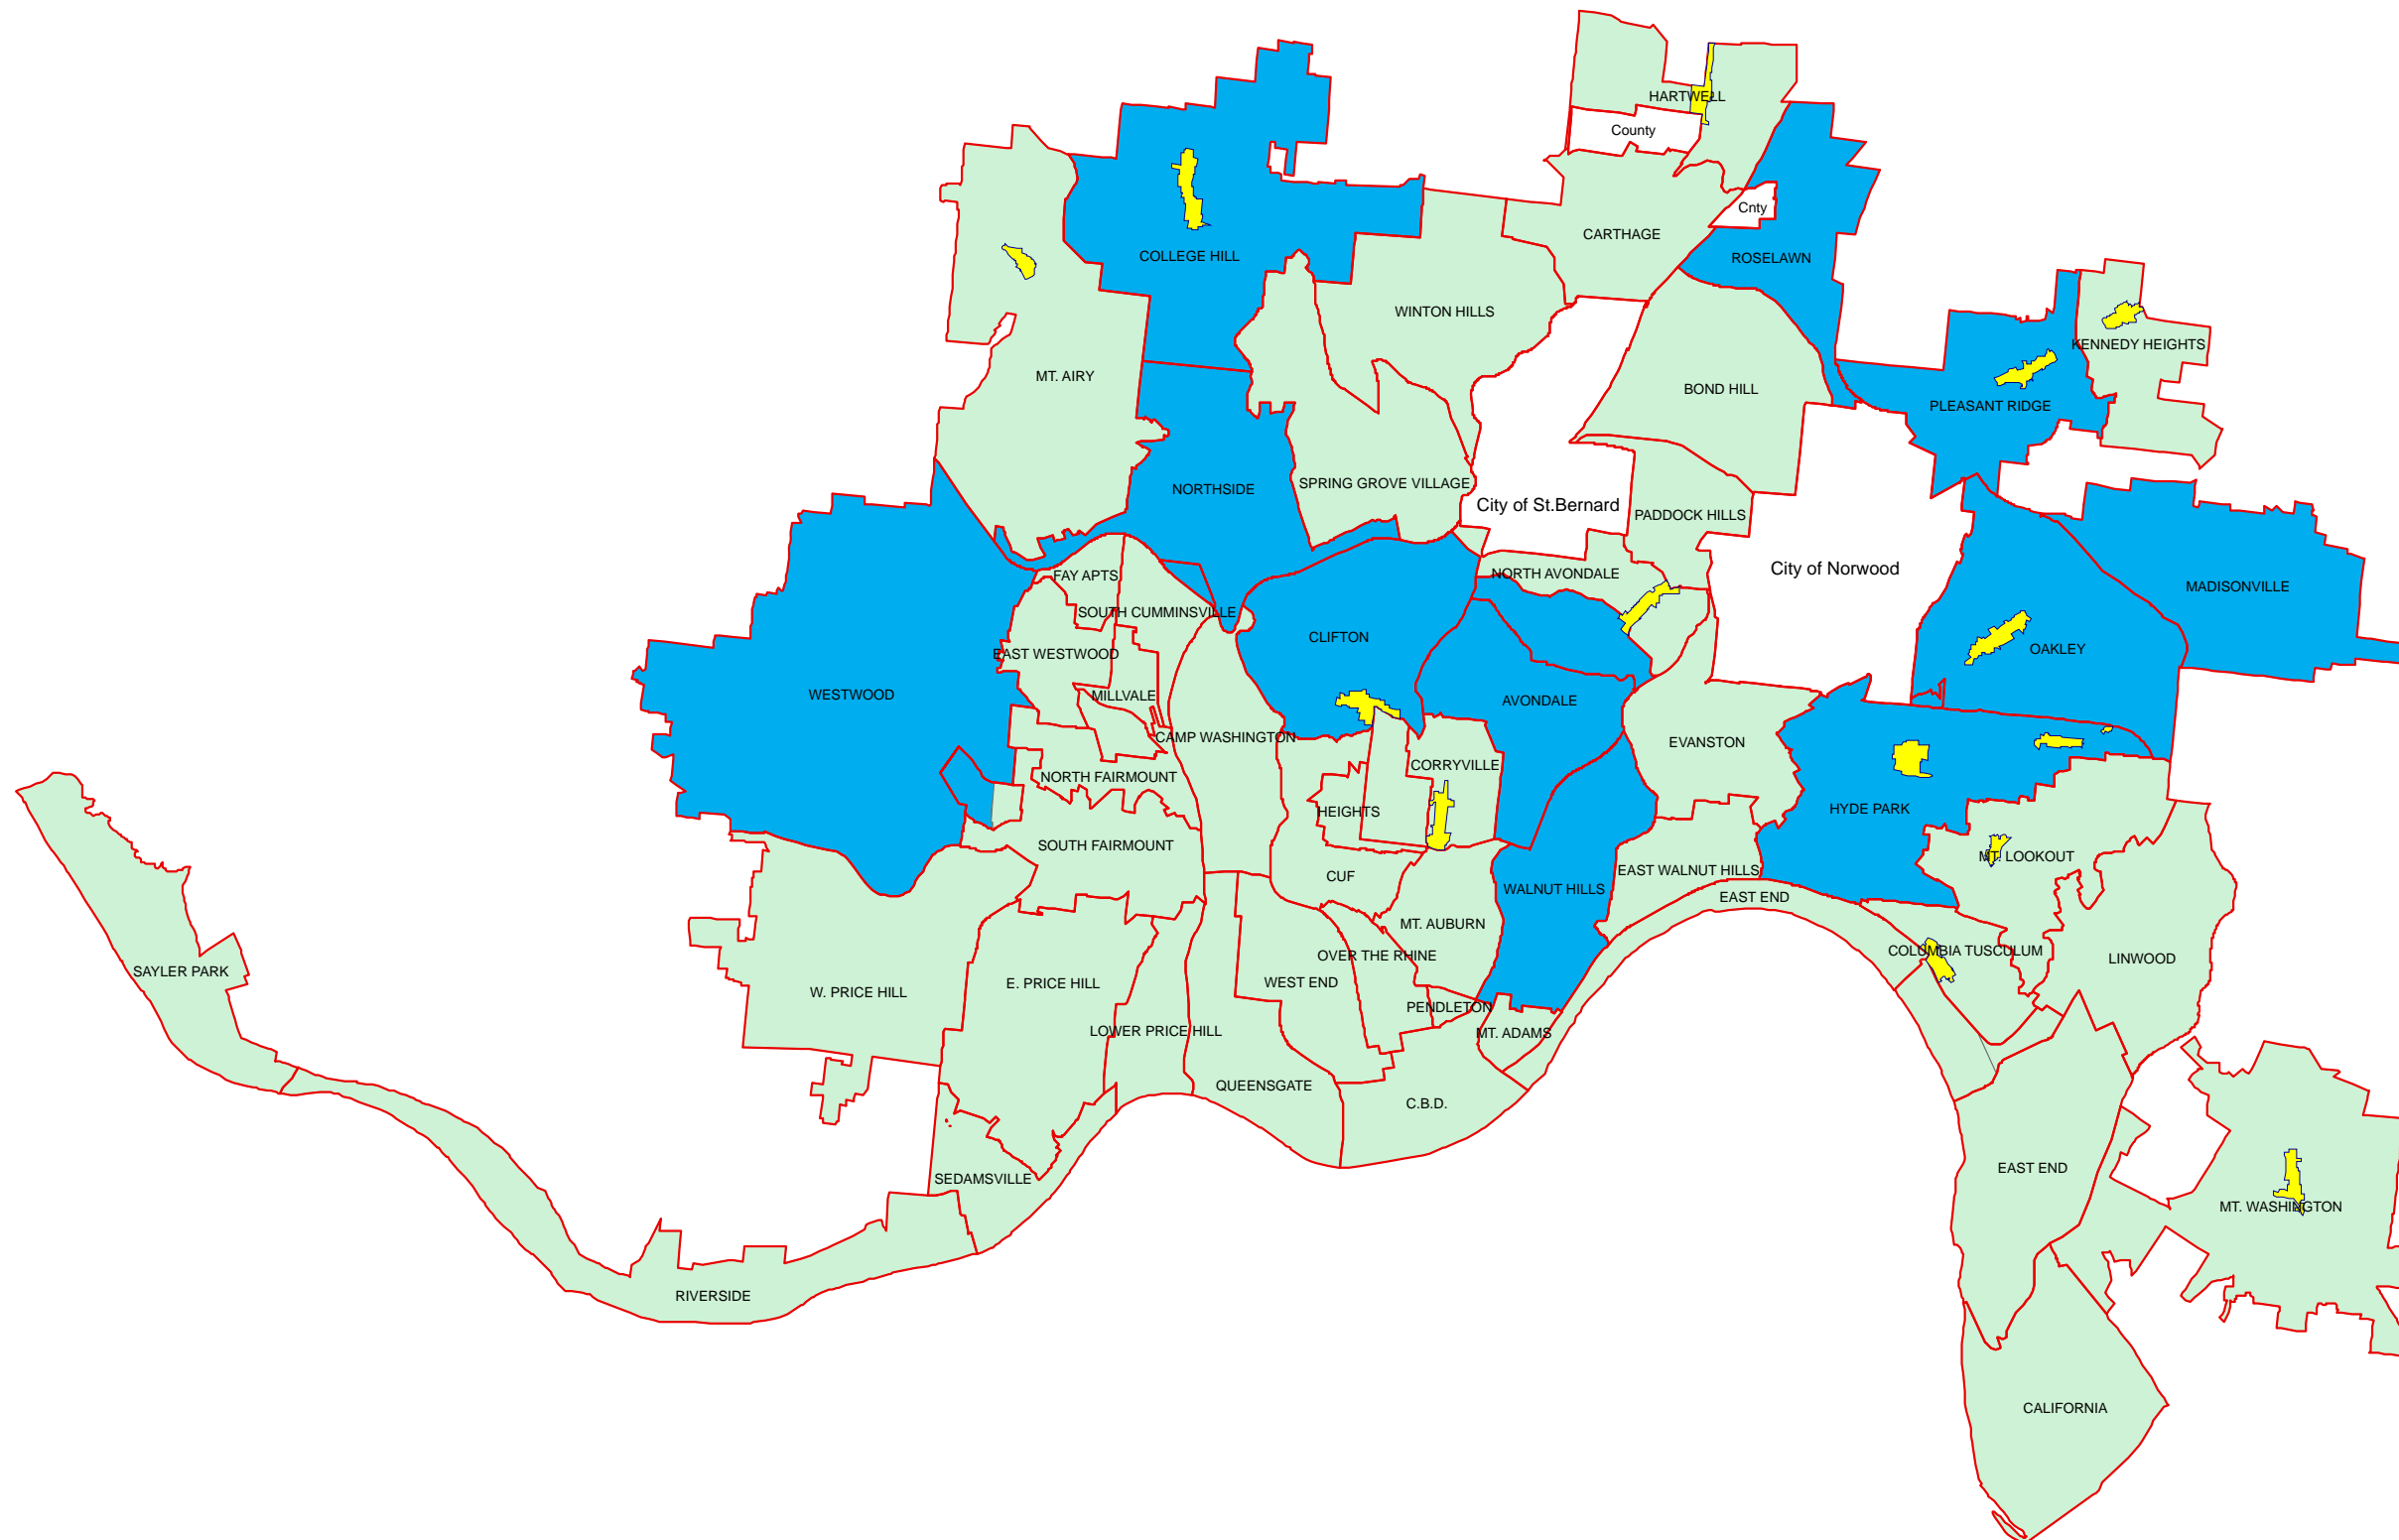 HARTWELL
County
Cnty
CARTHAGE
COLLEGE HILL
ROSELAWN
WINTON HILLS
KENNEDY HEIGHTS
MT. AIRY
BOND HILL
PLEASANT RIDGE
SPRING GROVE VILLAGE
NORTHSIDE
City of St.Bernard
PADDOCK HILLS
City of Norwood
NORTH AVONDALE
FAY APTS
MADISONVILLE
SOUTH CUMMINSVILLE
CLIFTON
OAKLEY
EAST WESTWOOD
WESTWOOD
MILLVALE
AVONDALE
CAMP WASHINGTON
EVANSTON
CORRYVILLE
NORTH FAIRMOUNT
HEIGHTS
HYDE PARK
SOUTH FAIRMOUNT
MT. LOOKOUT
CUF
EAST WALNUT HILLS
WALNUT HILLS
EAST END
MT. AUBURN
COLUMBIA TUSCULUM
OVER THE RHINE
LINWOOD
SAYLER PARK
E. PRICE HILL
WEST END
W. PRICE HILL
PENDLETON
LOWER PRICE HILL
MT. ADAMS
QUEENSGATE
C.B.D.
EAST END
SEDAMSVILLE
MT. WASHINGTON
RIVERSIDE
CALIFORNIA